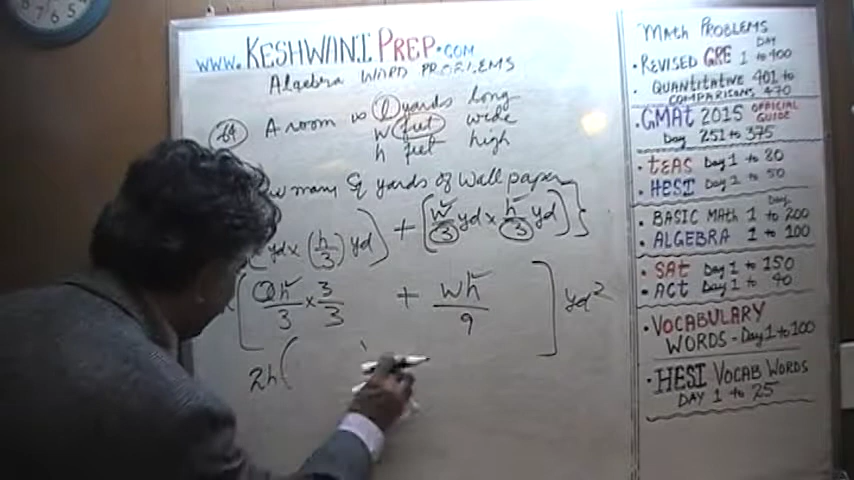 www.KESHWANIPREP.COM
Algebra WORD PROBLEMS
64 A room is l yards long
w feet wide
h feet high
w many Sq yards of Wall paper
yd x (h/3) yd] + [w/3 yd x h/3 yd]}
[lh/3 x 3/3 + wh/9] yd²
2h(
MATH PROBLEMS
DAY
• REVISED GRE 1 to 400
• QUANTITATIVE 401 to
COMPARISONS 470
• GMAT 2015 OFFICIAL GUIDE
Day 251 to 375
• TEAS Day 1 to 20
• HESI Day 1 to 50
Day
• BASIC MATH 1 to 200
• ALGEBRA 1 to 100
• SAT Day 1 to 150
• ACT Day 1 to 40
• VOCABULARY
WORDS - Day 1 to 100
• HESI VOCAB WORDS
DAY 1 to 25